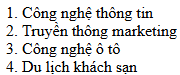 1. Công nghệ thông tin
2. Truyền thông marketing
3. Công nghệ ô tô
4. Du lịch khách sạn